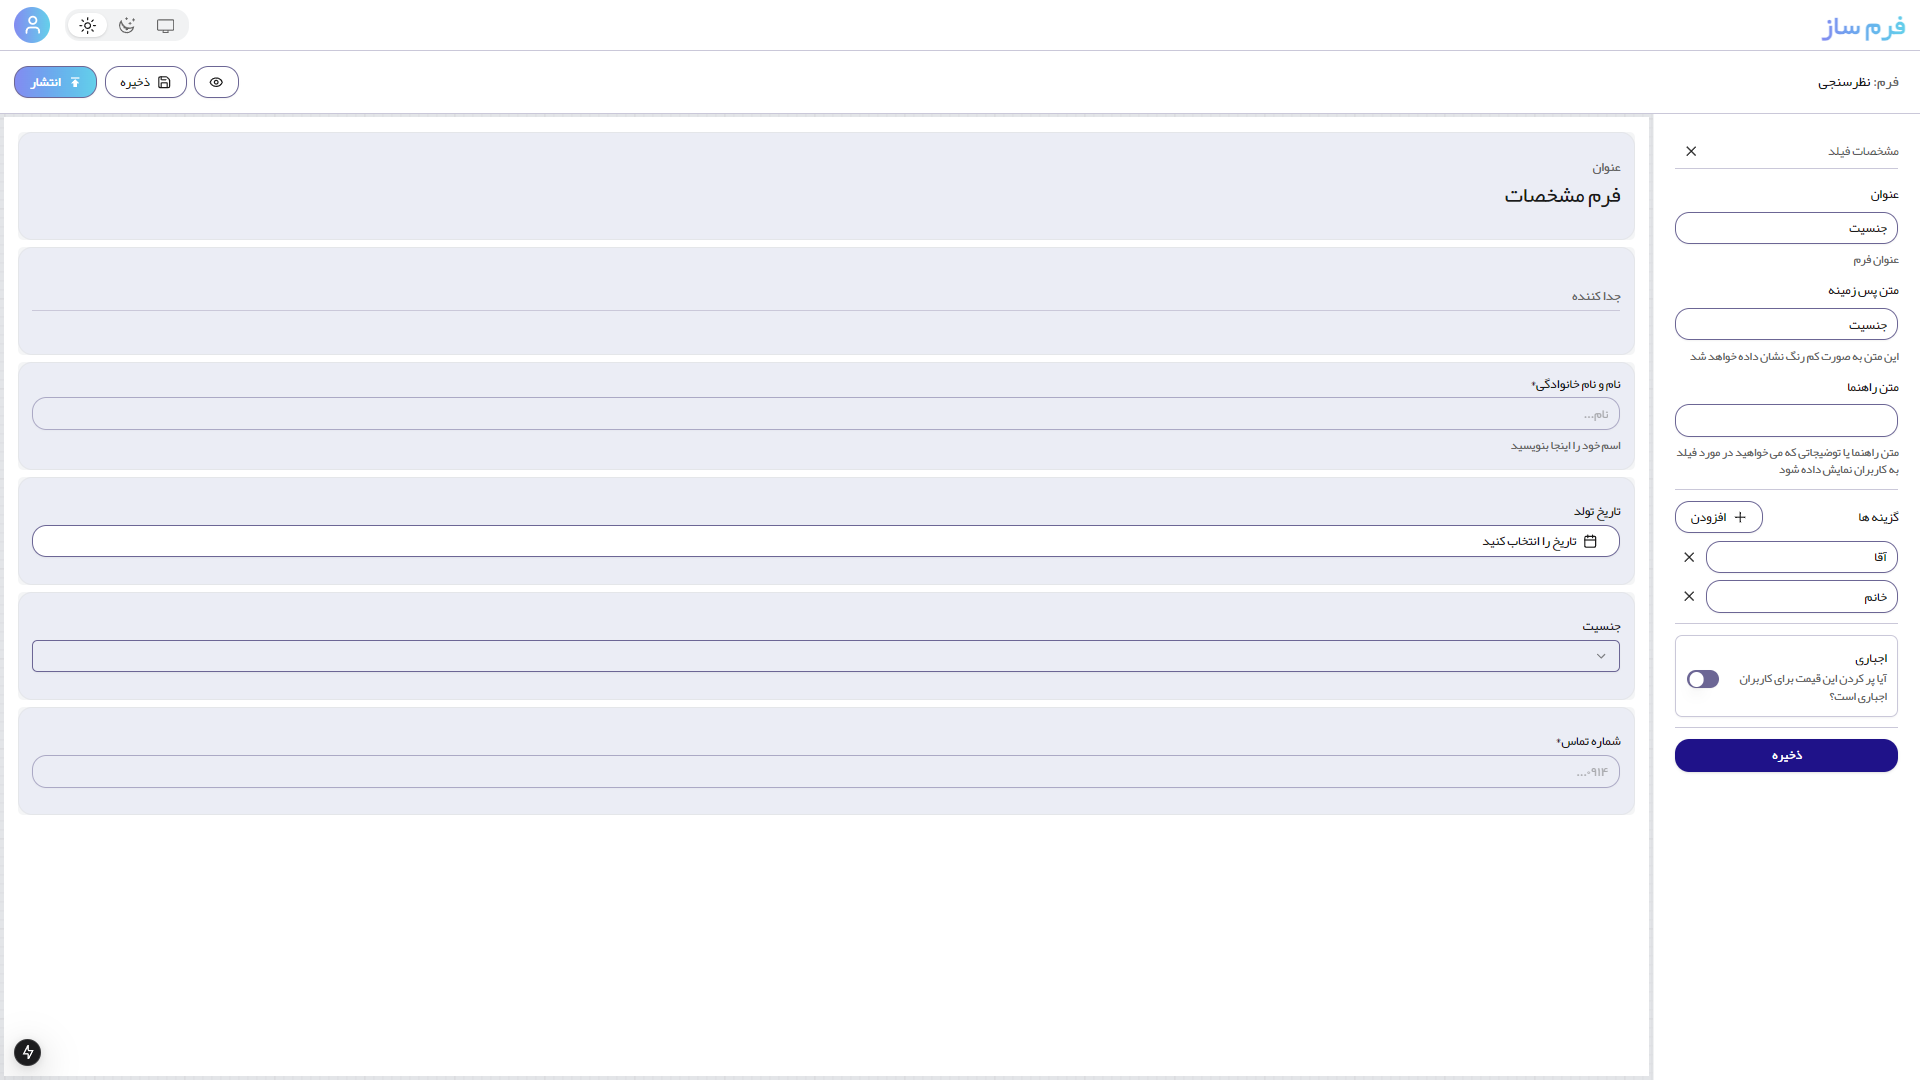 فرم ساز
فرم: نظرسنجی
ذخیره
انتشار
مشخصات فیلد
عنوان
جنسیت
عنوان فرم
متن پس زمینه
جنسیت
این متن به صورت کم رنگ نشان داده خواهد شد
متن راهنما
متن راهنما یا توضیجاتی که می خواهید در مورد فیلد
به کاربران نمایش داده شود
گزینه ها
افزودن
آقا
خانم
اجباری
آیا پر کردن این قیمت برای کاربران
اجباری است؟
ذخیره
عنوان
فرم مشخصات
جدا کننده
نام و نام خانوادگی*
نام...
اسم خود را اینجا بنویسید
تاریخ تولد
تاریخ را انتخاب کنید
جنسیت
شماره تماس*
۰۹۱۴...